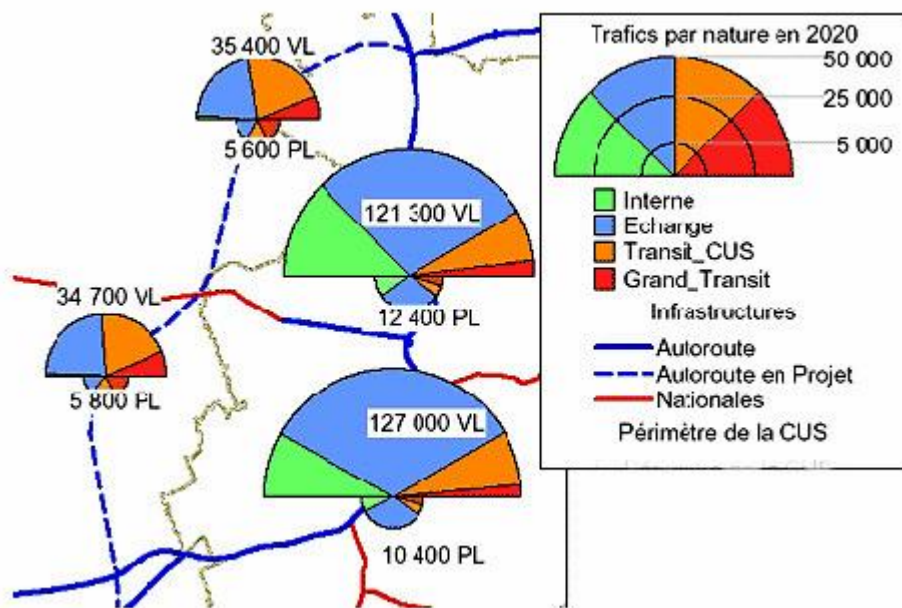 35 400 VL
5 600 PL
121 300 VL
12 400 PL
34 700 VL
5 800 PL
127 000 VL
10 400 PL
Trafics par nature en 2020
50 000
25 000
5 000
Interne
Echange
Transit_CUS
Grand_Transit
Infrastructures
Autoroute
Autoroute en Projet
Nationales
Périmètre de la CUS